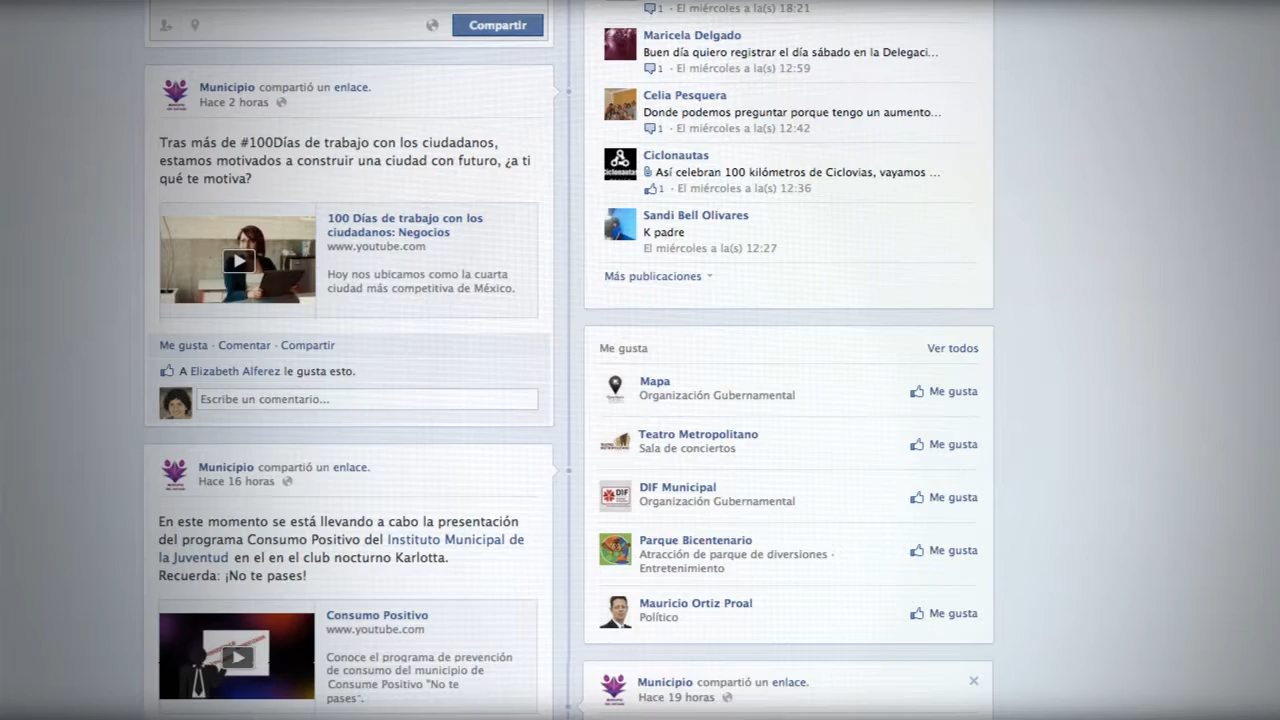 Compartir
Municipio compartió un enlace.
Hace 2 horas
Tras más de #100Días de trabajo con los ciudadanos,
estamos motivados a construir una ciudad con futuro, ¿a ti
qué te motiva?
100 Días de trabajo con los
ciudadanos: Negocios
www.youtube.com
Hoy nos ubicamos como la cuarta
ciudad más competitiva de México.
Me gusta · Comentar · Compartir
A Elizabeth Alferez le gusta esto.
Escribe un comentario...
Municipio compartió un enlace.
Hace 16 horas
En este momento se está llevando a cabo la presentación
del programa Consumo Positivo del Instituto Municipal de
la Juventud en el en el club nocturno Karlotta.
Recuerda: ¡No te pases!
Consumo Positivo
www.youtube.com
Conoce el programa de prevención
de consumo del municipio de
Consume Positivo "No te
pases".
1 · El miércoles a la(s) 18:21
Maricela Delgado
Buen día quiero registrar el día sábado en la Delegaci...
1 · El miércoles a la(s) 12:59
Celia Pesquera
Donde podemos preguntar porque tengo un aumento...
1 · El miércoles a la(s) 12:42
Ciclonautas
Ciclonautas
Así celebran 100 kilómetros de Ciclovias, vayamos ...
1 · El miércoles a la(s) 12:36
Sandi Bell Olivares
K padre
El miércoles a la(s) 12:27
Más publicaciones
Me gusta Ver todos
Mapa
Organización Gubernamental
Me gusta
Teatro Metropolitano
Sala de conciertos
Me gusta
DIF
DIF Municipal
Organización Gubernamental
Me gusta
Parque Bicentenario
Atracción de parque de diversiones ·
Entretenimiento
Me gusta
Mauricio Ortiz Proal
Político
Me gusta
Municipio compartió un enlace.
Hace 19 horas